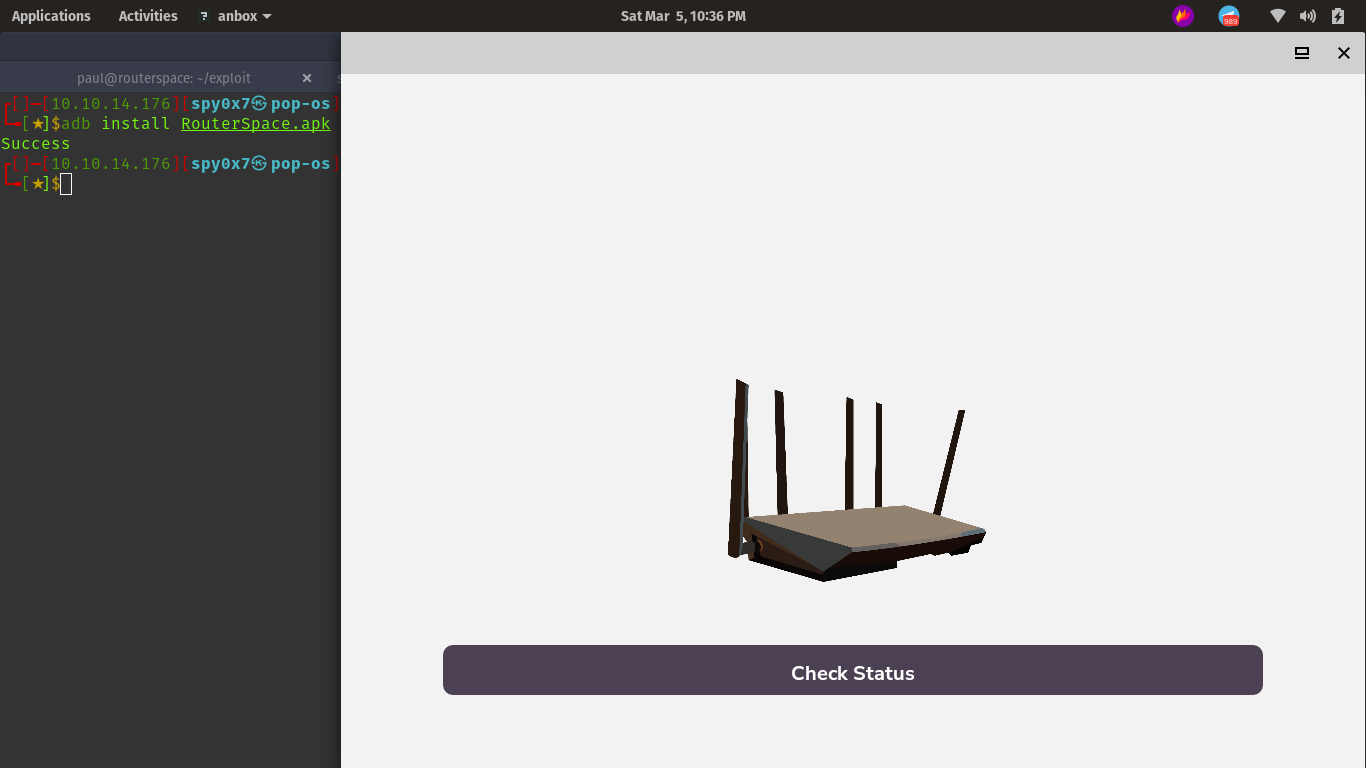 Applications Activities ? anbox Sat Mar 5, 10:36 PM 989
paul@routerspace: ~/exploit × s
┌[]─[10.10.14.176][spy0x7㉿pop-os]
└╼[★]$adb install RouterSpace.apk
Success
┌[]─[10.10.14.176][spy0x7㉿pop-os]
└╼[★]$
Check Status